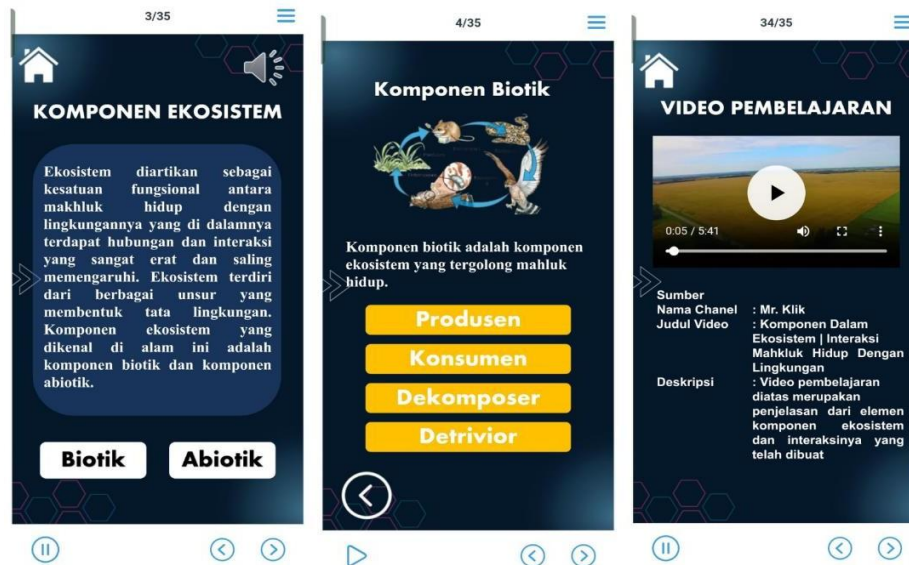 3/35
KOMPONEN EKOSISTEM
Ekosistem diartikan sebagai
kesatuan fungsional antara
makhluk hidup dengan
lingkungannya yang di dalamnya
terdapat hubungan dan interaksi
yang sangat erat dan saling
memengaruhi. Ekosistem terdiri
dari berbagai unsur yang
membentuk tata lingkungan.
Komponen ekosistem yang
dikenal di alam ini adalah
komponen biotik dan komponen
abiotik.
Biotik
Abiotik
4/35
Komponen Biotik
Komponen biotik adalah komponen
ekosistem yang tergolong mahluk
hidup.
Produsen
Konsumen
Dekomposer
Detrivior
34/35
VIDEO PEMBELAJARAN
0:05 / 5:41
Sumber
Nama Chanel : Mr. Klik
Judul Video : Komponen Dalam
Ekosistem | Interaksi
Mahkluk Hidup Dengan
Lingkungan
Deskripsi : Video pembelajaran
diatas merupakan
penjelasan dari elemen
komponen ekosistem
dan interaksinya yang
telah dibuat